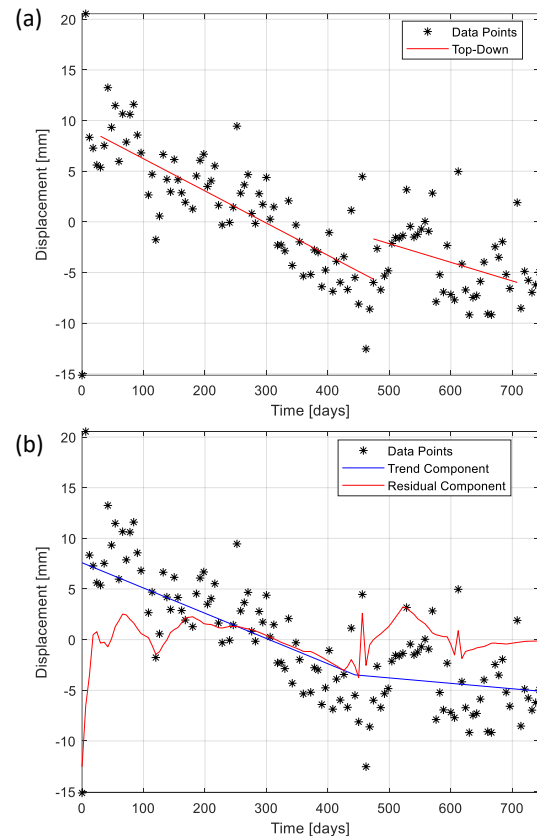 (a)
20
15
10
5
0
-5
-10
-15
Displacement [mm]
Data Points
Top-Down
0 100 200 300 400 500 600 700
Time [days]
(b)
20
15
10
5
0
-5
-10
-15
Displacement [mm]
Data Points
Trend Component
Residual Component
0 100 200 300 400 500 600 700
Time [days]